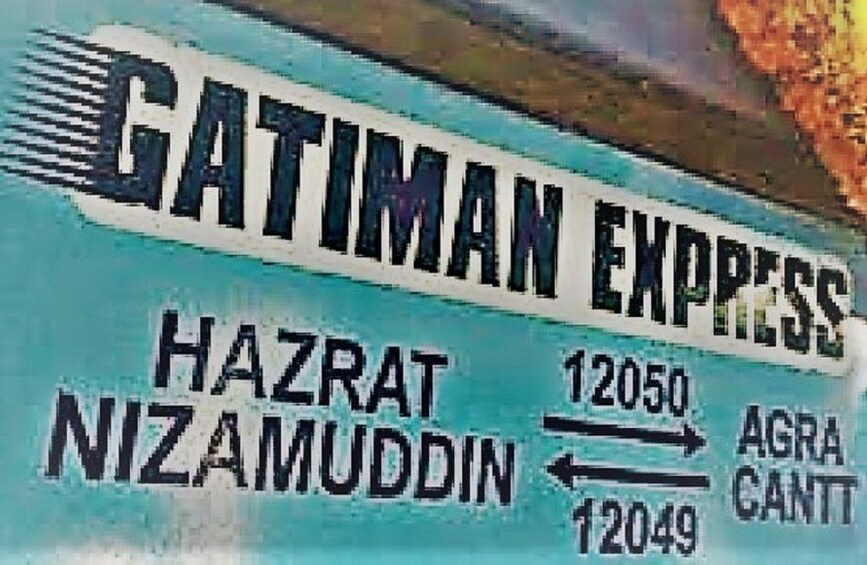 GATIMAN EXPRESS
HAZRAT
NIZAMUDDIN
12050
12049
AGRA
CANTT